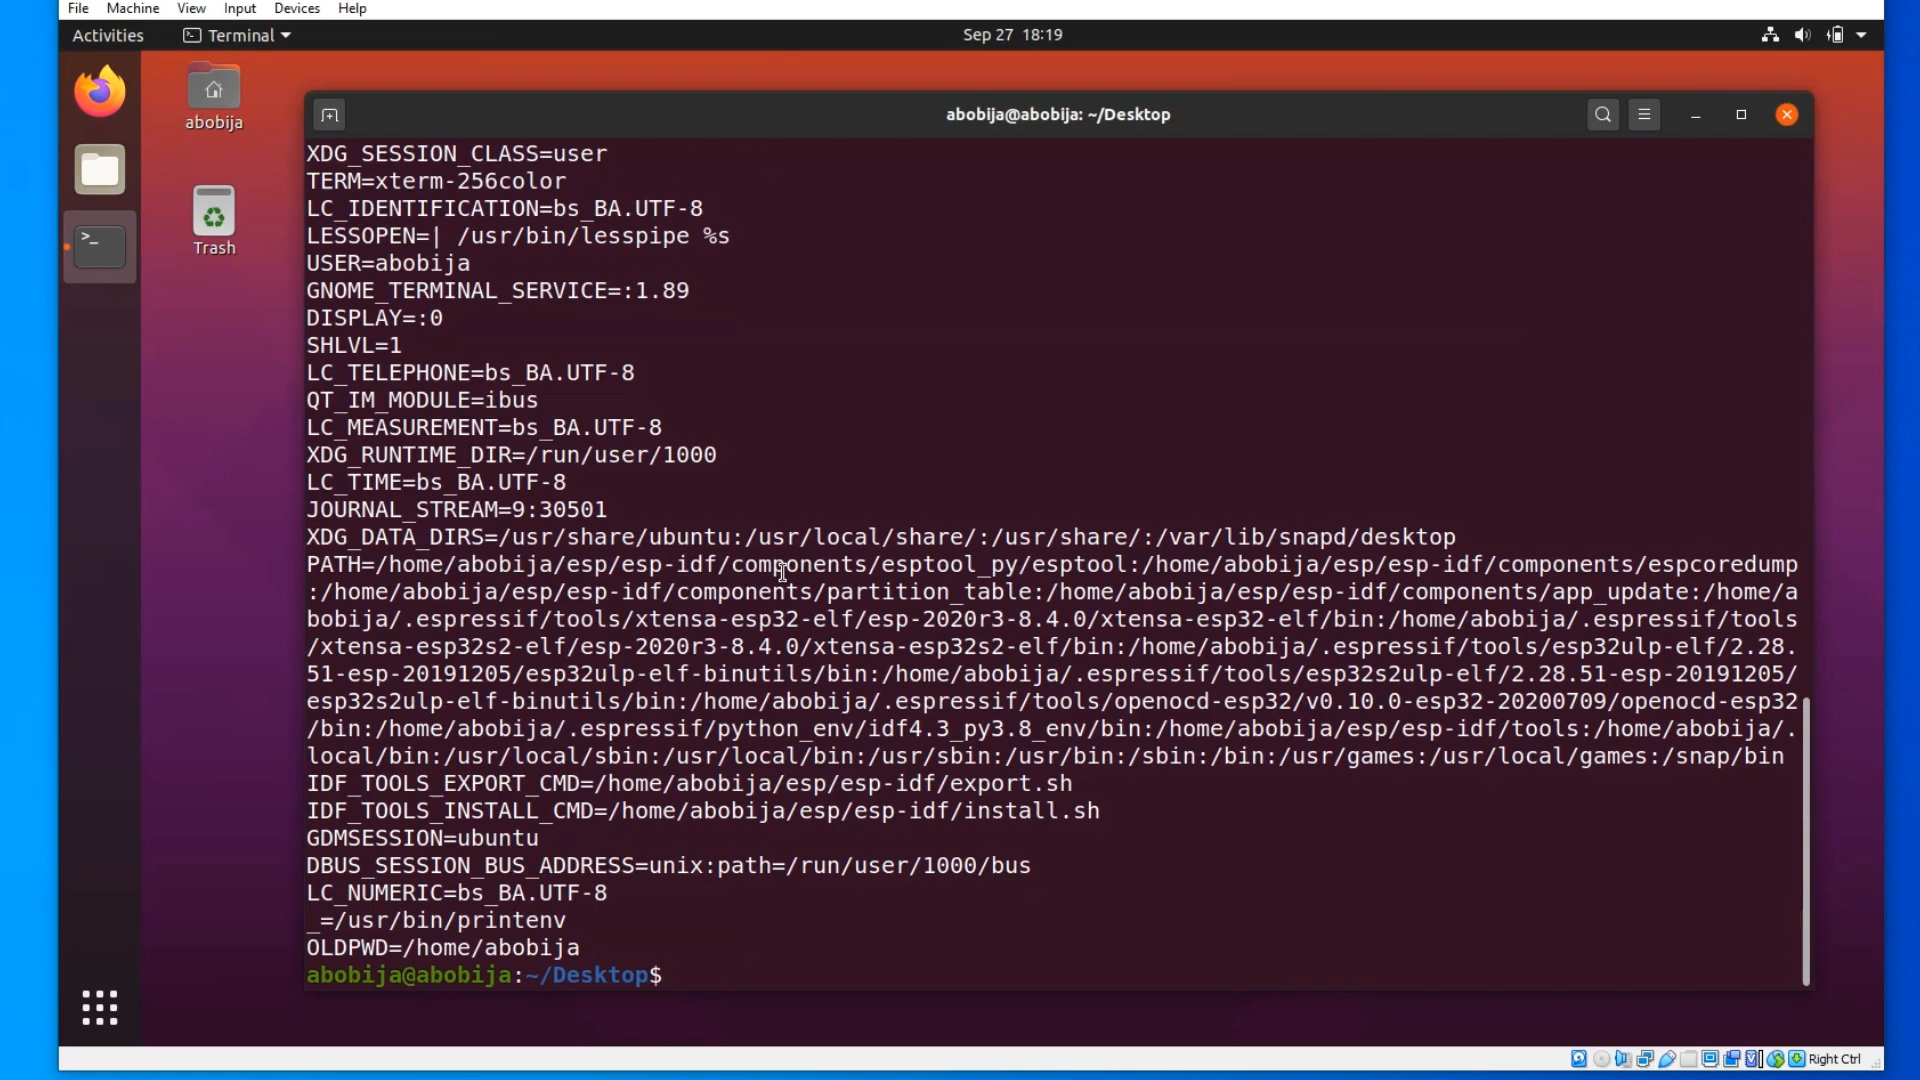 File Machine View Input Devices Help
Activities Terminal Sep 27 18:19
abobija
Trash
abobija@abobija: ~/Desktop
XDG_SESSION_CLASS=user
TERM=xterm-256color
LC_IDENTIFICATION=bs_BA.UTF-8
LESSOPEN=| /usr/bin/lesspipe %s
USER=abobija
GNOME_TERMINAL_SERVICE=:1.89
DISPLAY=:0
SHLVL=1
LC_TELEPHONE=bs_BA.UTF-8
QT_IM_MODULE=ibus
LC_MEASUREMENT=bs_BA.UTF-8
XDG_RUNTIME_DIR=/run/user/1000
LC_TIME=bs_BA.UTF-8
JOURNAL_STREAM=9:30501
XDG_DATA_DIRS=/usr/share/ubuntu:/usr/local/share/:/usr/share/:/var/lib/snapd/desktop
PATH=/home/abobija/esp/esp-idf/components/esptool_py/esptool:/home/abobija/esp/esp-idf/components/espcoredump
:/home/abobija/esp/esp-idf/components/partition_table:/home/abobija/esp/esp-idf/components/app_update:/home/a
bobija/.espressif/tools/xtensa-esp32-elf/esp-2020r3-8.4.0/xtensa-esp32-elf/bin:/home/abobija/.espressif/tools
/xtensa-esp32s2-elf/esp-2020r3-8.4.0/xtensa-esp32s2-elf/bin:/home/abobija/.espressif/tools/esp32ulp-elf/2.28.
51-esp-20191205/esp32ulp-elf-binutils/bin:/home/abobija/.espressif/tools/esp32s2ulp-elf/2.28.51-esp-20191205/
esp32s2ulp-elf-binutils/bin:/home/abobija/.espressif/tools/openocd-esp32/v0.10.0-esp32-20200709/openocd-esp32
/bin:/home/abobija/.espressif/python_env/idf4.3_py3.8_env/bin:/home/abobija/esp/esp-idf/tools:/home/abobija/.
local/bin:/usr/local/sbin:/usr/local/bin:/usr/sbin:/usr/bin:/sbin:/bin:/usr/games:/usr/local/games:/snap/bin
IDF_TOOLS_EXPORT_CMD=/home/abobija/esp/esp-idf/export.sh
IDF_TOOLS_INSTALL_CMD=/home/abobija/esp/esp-idf/install.sh
GDMSESSION=ubuntu
DBUS_SESSION_BUS_ADDRESS=unix:path=/run/user/1000/bus
LC_NUMERIC=bs_BA.UTF-8
_=/usr/bin/printenv
OLDPWD=/home/abobija
abobija@abobija:~/Desktop$
Right Ctrl